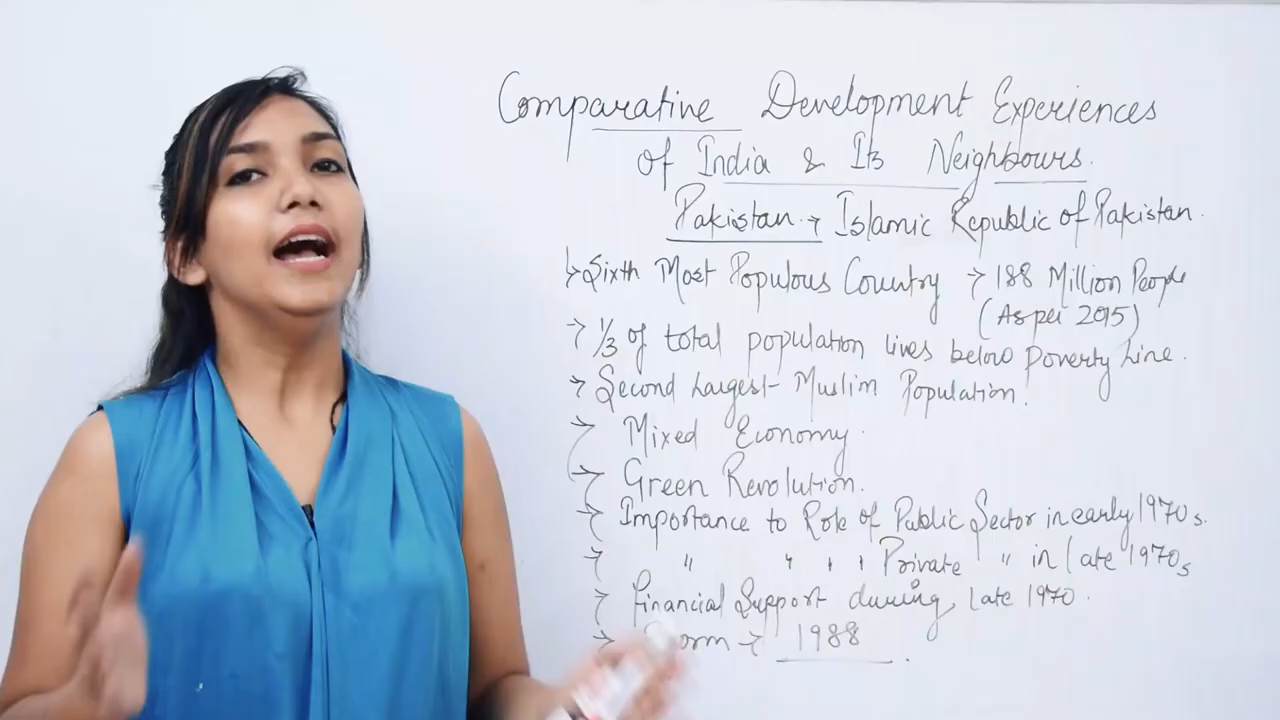 Comparative Development Experiences
of India & Its Neighbours.
Pakistan → Islamic Republic of Pakistan.
→ Sixth Most Populous Country → 188 Million People
(As per 2015)
→ 1/3 of total population lives below poverty line.
→ Second Largest Muslim Population.
→ Mixed Economy.
→ Green Revolution.
→ Importance to Role of Public Sector in early 1970s.
→ " " " " Private " in late 1970s
→ Financial Support during late 1970.
→ → 1988.